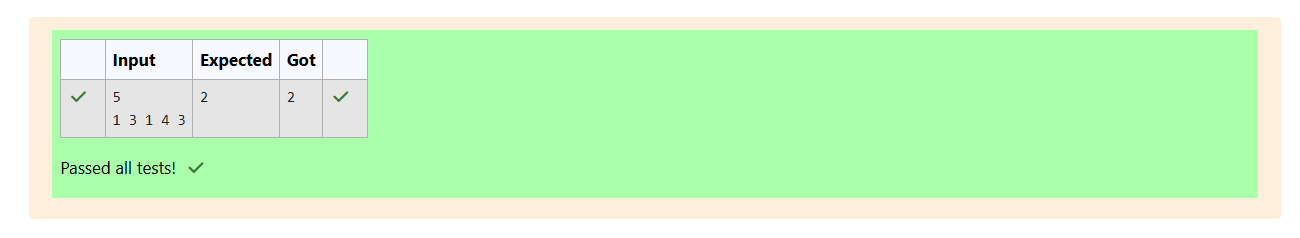 Input Expected Got
5 2 2
1 3 1 4 3
Passed all tests!